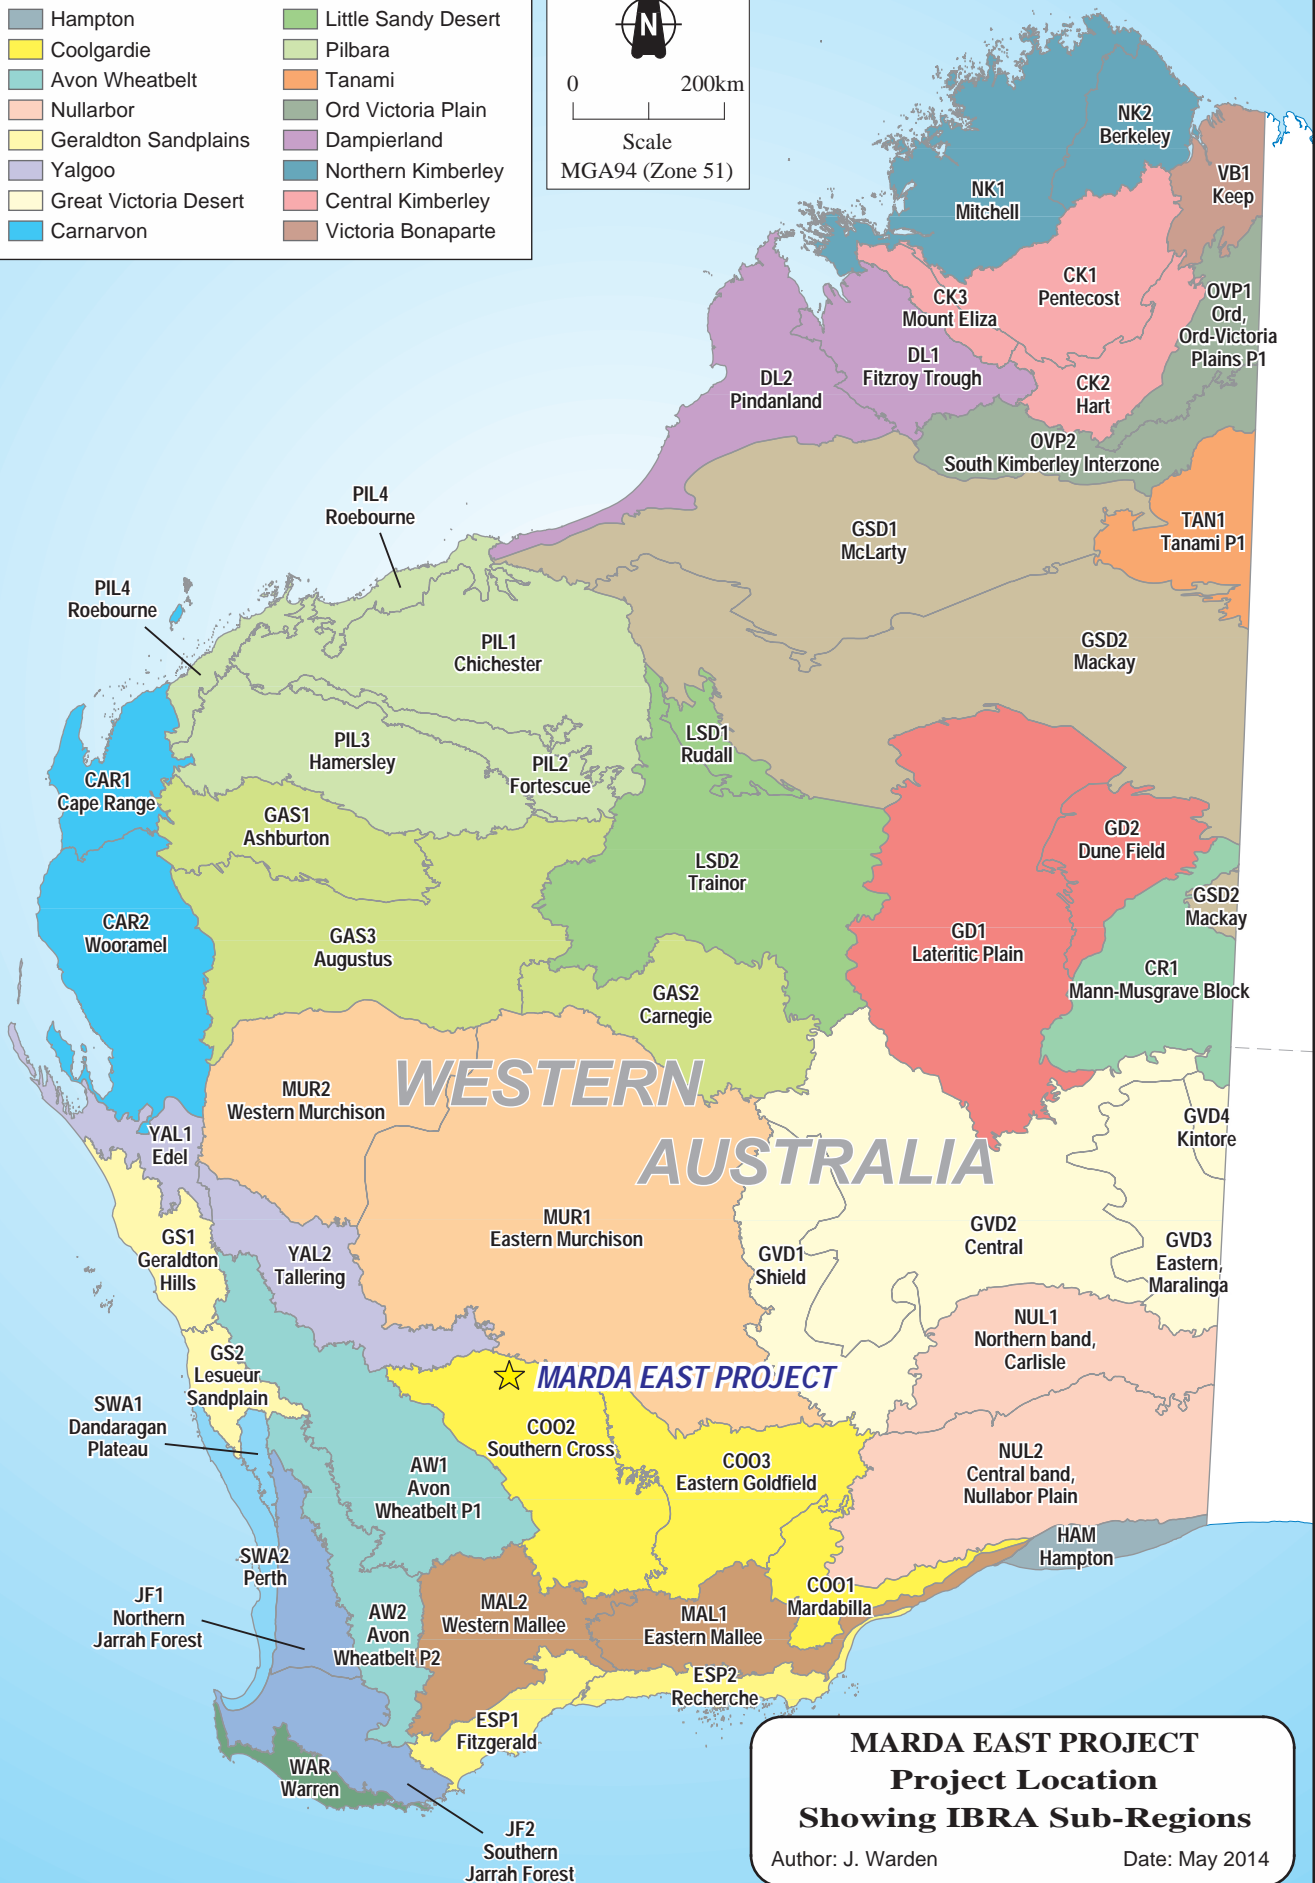 Hampton
Coolgardie
Avon Wheatbelt
Nullarbor
Geraldton Sandplains
Yalgoo
Great Victoria Desert
Carnarvon
Little Sandy Desert
Pilbara
Tanami
Ord Victoria Plain
Dampierland
Northern Kimberley
Central Kimberley
Victoria Bonaparte
N
0 200km
Scale
MGA94 (Zone 51)
NK2
Berkeley
NK1
Mitchell
VB1
Keep
CK1
Pentecost
CK3
Mount Eliza
OVP1
Ord,
Ord-Victoria
Plains P1
DL1
Fitzroy Trough
DL2
Pindanland
CK2
Hart
OVP2
South Kimberley Interzone
PIL4
Roebourne
GSD1
McLarty
TAN1
Tanami P1
PIL4
Roebourne
PIL1
Chichester
GSD2
Mackay
LSD1
Rudall
PIL3
Hamersley
PIL2
Fortescue
CAR1
Cape Range
GAS1
Ashburton
GD2
Dune Field
LSD2
Trainor
GSD2
Mackay
CAR2
Wooramel
GAS3
Augustus
GD1
Lateritic Plain
CR1
Mann-Musgrave Block
GAS2
Carnegie
WESTERN
AUSTRALIA
MUR2
Western Murchison
GVD4
Kintore
YAL1
Edel
MUR1
Eastern Murchison
GVD2
Central
GS1
Geraldton
Hills
YAL2
Tallering
GVD1
Shield
GVD3
Eastern,
Maralinga
NUL1
Northern band,
Carlisle
GS2
Lesueur
Sandplain
MARDA EAST PROJECT
SWA1
Dandaragan
Plateau
COO2
Southern Cross
COO3
Eastern Goldfield
NUL2
Central band,
Nullabor Plain
AW1
Avon
Wheatbelt P1
HAM
Hampton
SWA2
Perth
JF1
Northern
Jarrah Forest
COO1
Mardabilla
AW2
Avon
Wheatbelt P2
MAL2
Western Mallee
MAL1
Eastern Mallee
ESP2
Recherche
ESP1
Fitzgerald
WAR
Warren
JF2
Southern
Jarrah Forest
MARDA EAST PROJECT
Project Location
Showing IBRA Sub-Regions
Author: J. Warden Date: May 2014